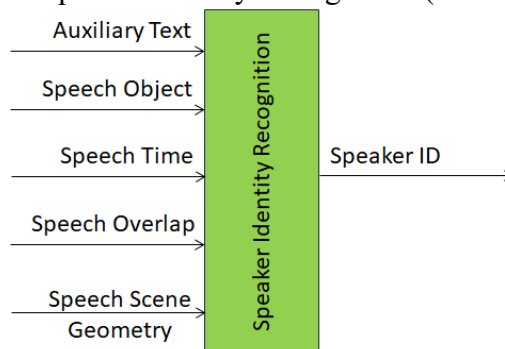 Auxiliary Text
Speech Object
Speech Time
Speech Overlap
Speech Scene
Geometry
Speaker Identity Recognition
Speaker ID